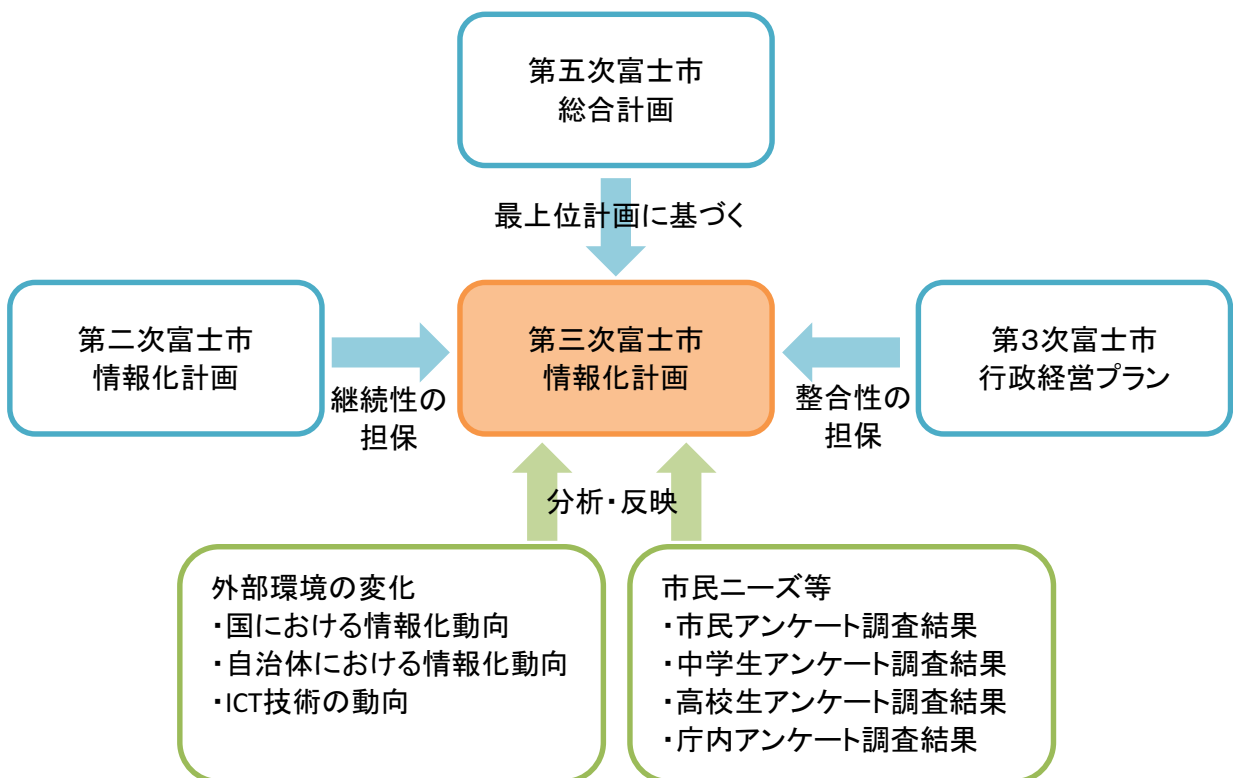 第五次富士市
総合計画
最上位計画に基づく
第二次富士市
情報化計画
継続性の
担保
第三次富士市
情報化計画
第3次富士市
行政経営プラン
整合性の
担保
分析・反映
外部環境の変化
・国における情報化動向
・自治体における情報化動向
・ICT技術の動向
市民ニーズ等
・市民アンケート調査結果
・中学生アンケート調査結果
・高校生アンケート調査結果
・庁内アンケート調査結果